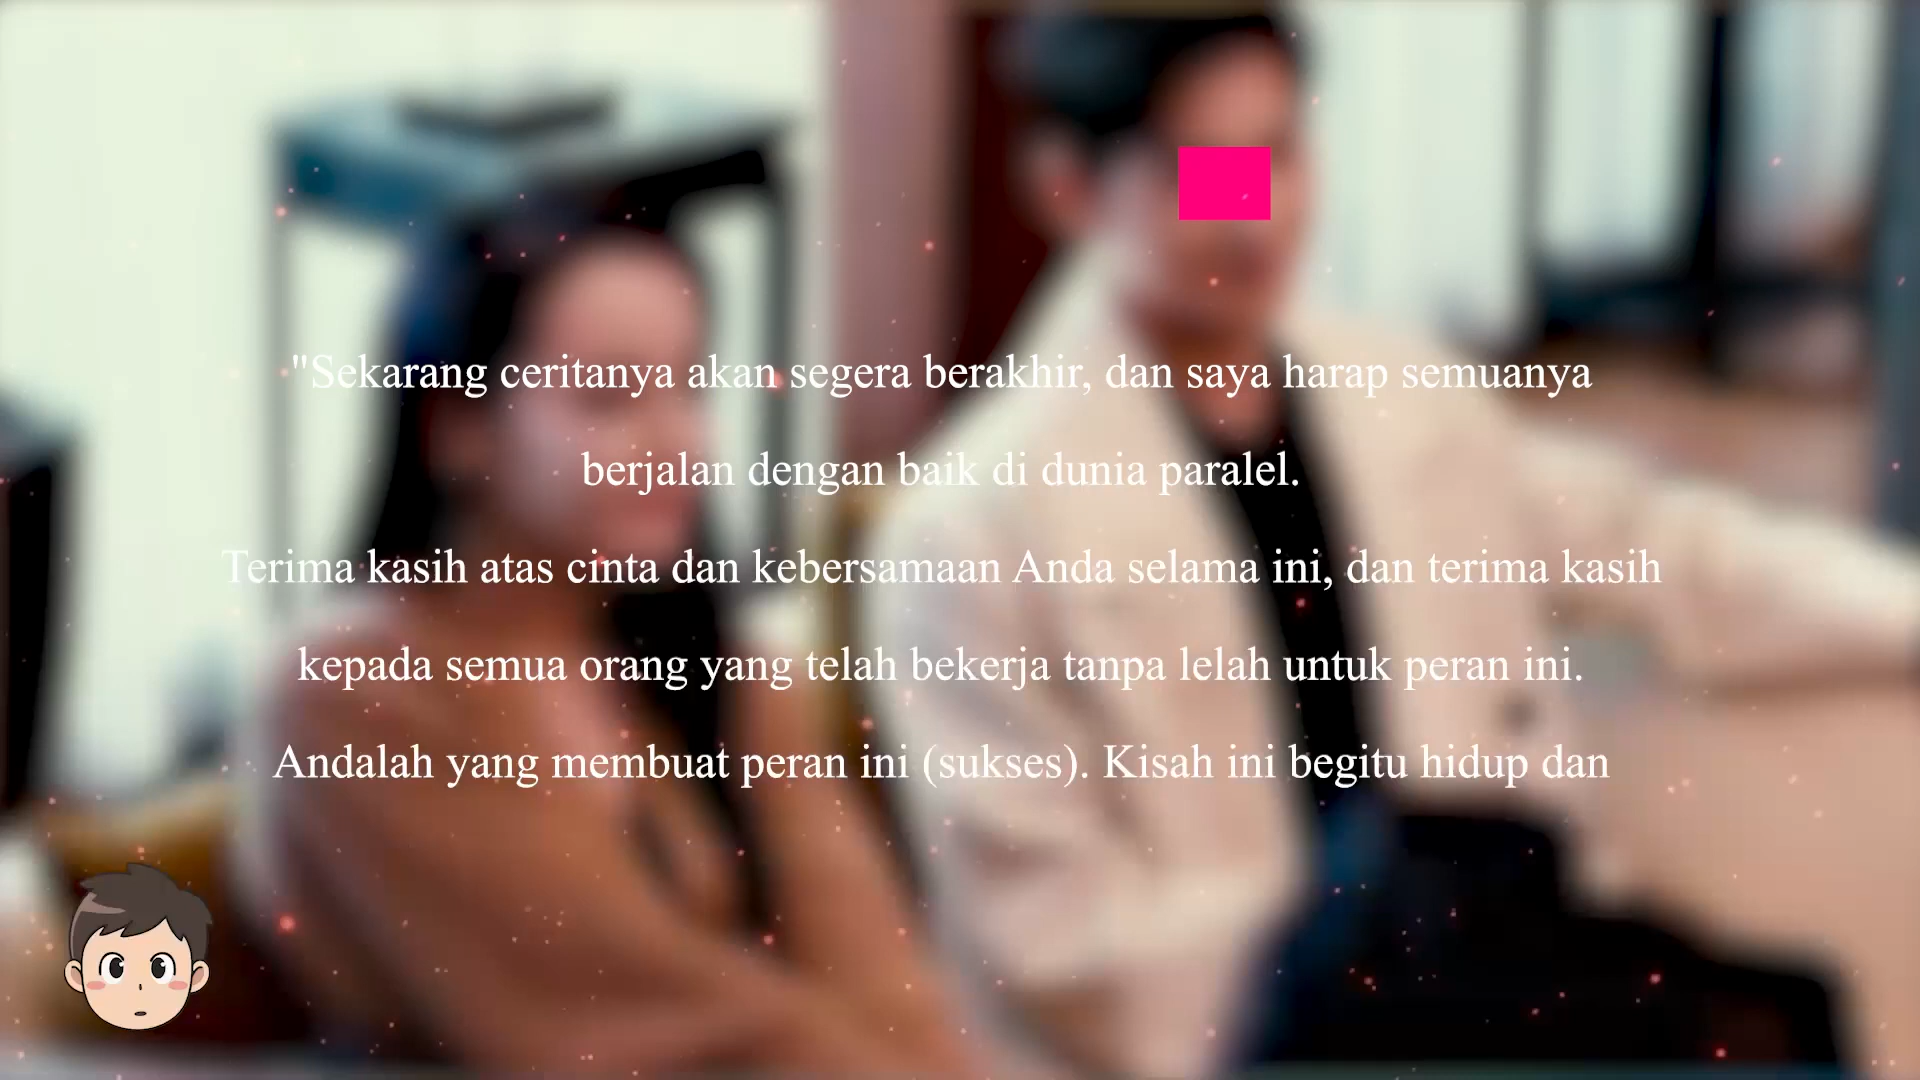 "Sekarang ceritanya akan segera berakhir, dan saya harap semuanya
berjalan dengan baik di dunia paralel.
Terima kasih atas cinta dan kebersamaan Anda selama ini, dan terima kasih
kepada semua orang yang telah bekerja tanpa lelah untuk peran ini.
Andalah yang membuat peran ini (sukses). Kisah ini begitu hidup dan